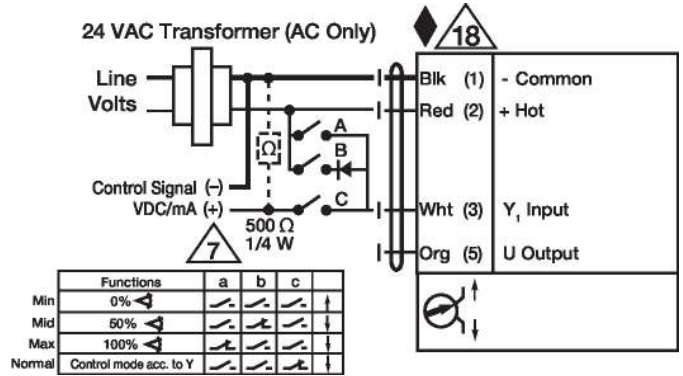 24 VAC Transformer (AC Only)
18
Line
Volts
Blk (1) - Common
Red (2) + Hot
A
Ω
B
Control Signal (–)
VDC/mA (+)
C
Wht (3) Y1 Input
500 Ω
1/4 W
7
Org (5) U Output
Functions a b c
Min 0%
Mid 50%
Max 100%
Normal Control mode acc. to Y